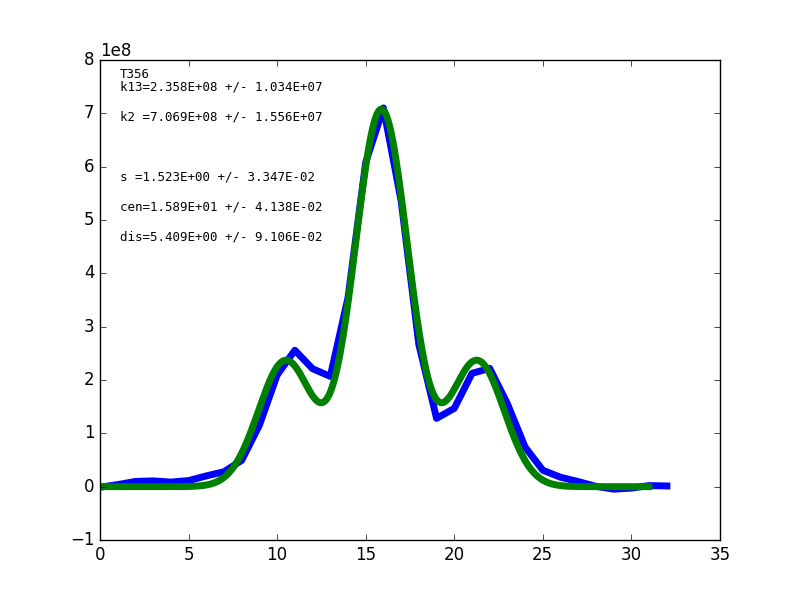 1e8
T356
k13=2.358E+08 +/- 1.034E+07
k2 =7.069E+08 +/- 1.556E+07
s =1.523E+00 +/- 3.347E-02
cen=1.589E+01 +/- 4.138E-02
dis=5.409E+00 +/- 9.106E-02
8
7
6
5
4
3
2
1
0
−1
0 5 10 15 20 25 30 35